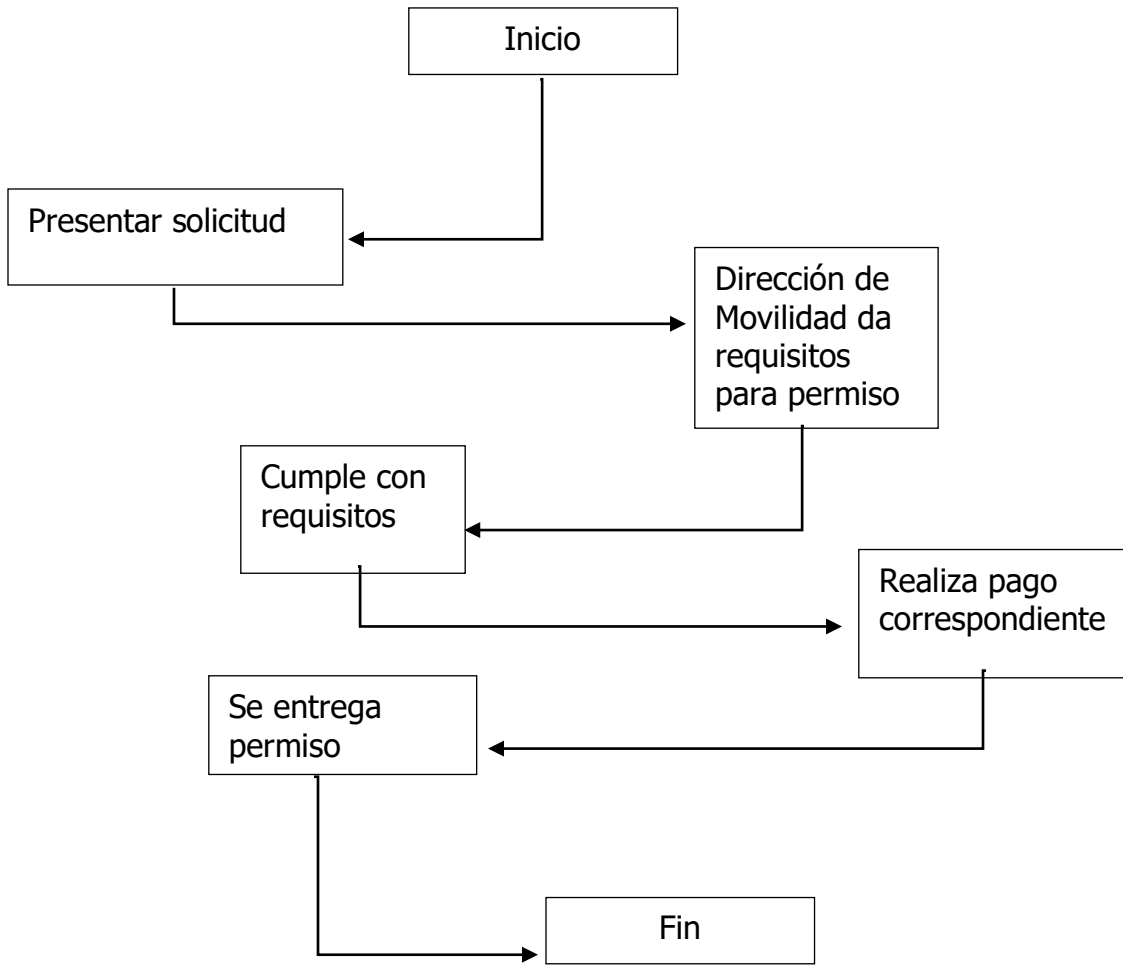 Inicio
Presentar solicitud
Dirección de
Movilidad da
requisitos
para permiso
Cumple con
requisitos
Realiza pago
correspondiente
Se entrega
permiso
Fin